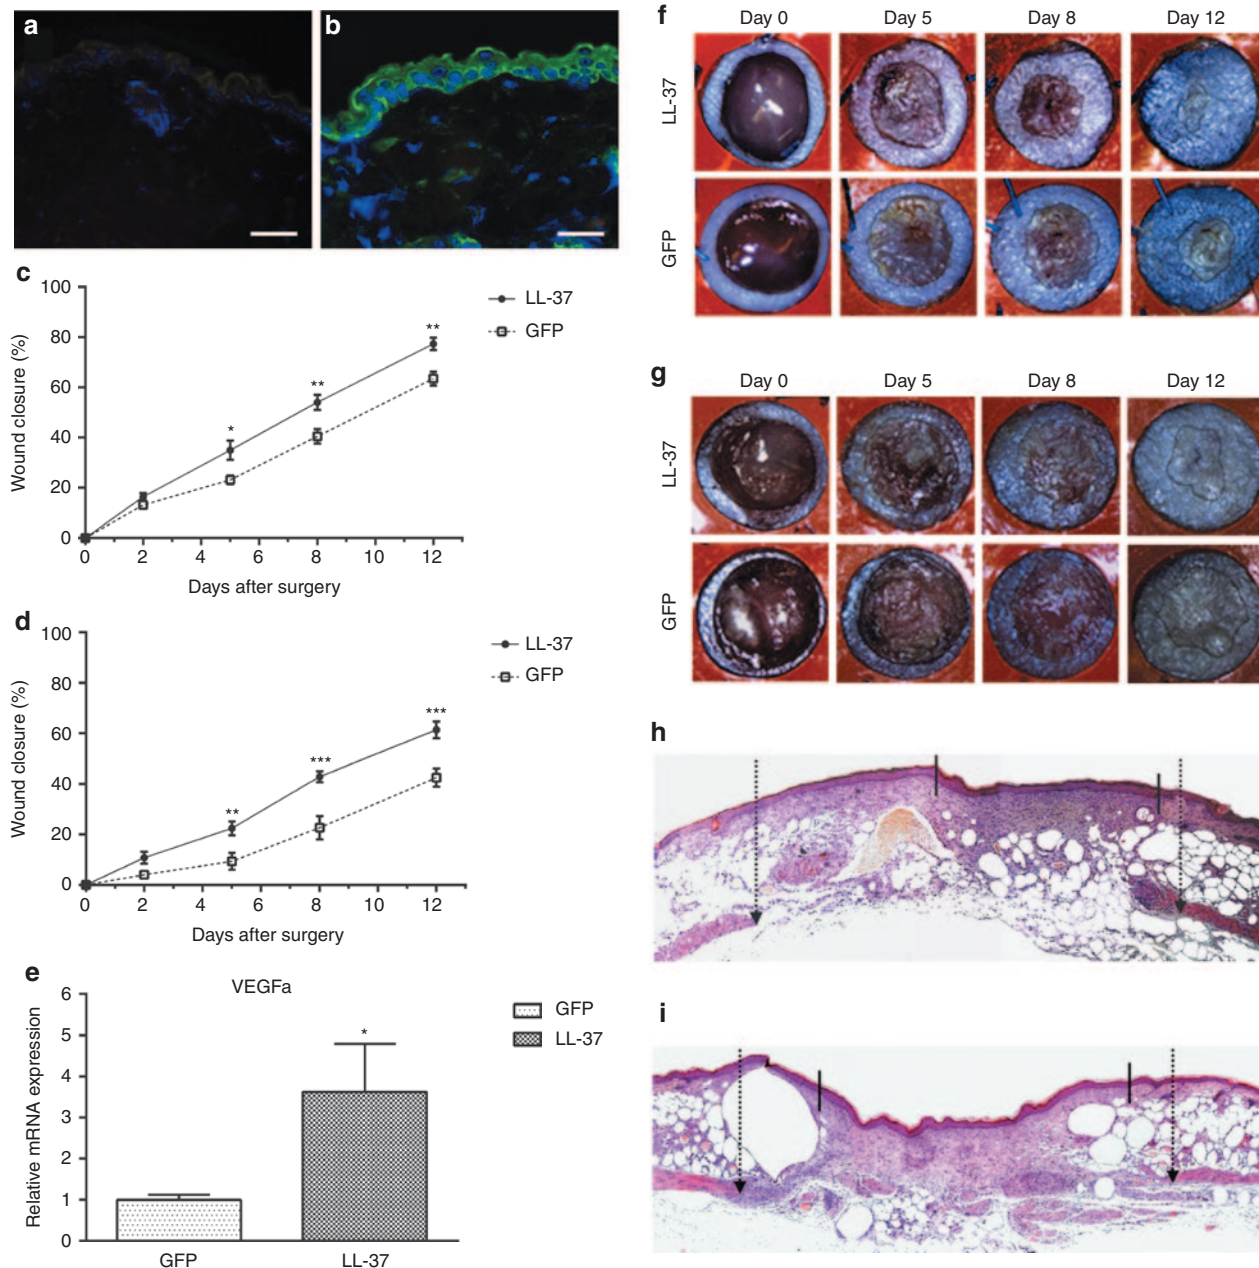 a
b
c
100
80
60
40
20
0
Wound closure (%)
0 2 4 6 8 10 12
Days after surgery
LL-37
GFP
*
**
**
d
100
80
60
40
20
0
Wound closure (%)
0 2 4 6 8 10 12
Days after surgery
LL-37
GFP
**
***
***
e
VEGFa
6
5
4
3
2
1
0
Relative mRNA expression
*
GFP LL-37
GFP
LL-37
f
Day 0 Day 5 Day 8 Day 12
LL-37
GFP
g
Day 0 Day 5 Day 8 Day 12
LL-37
GFP
h
i